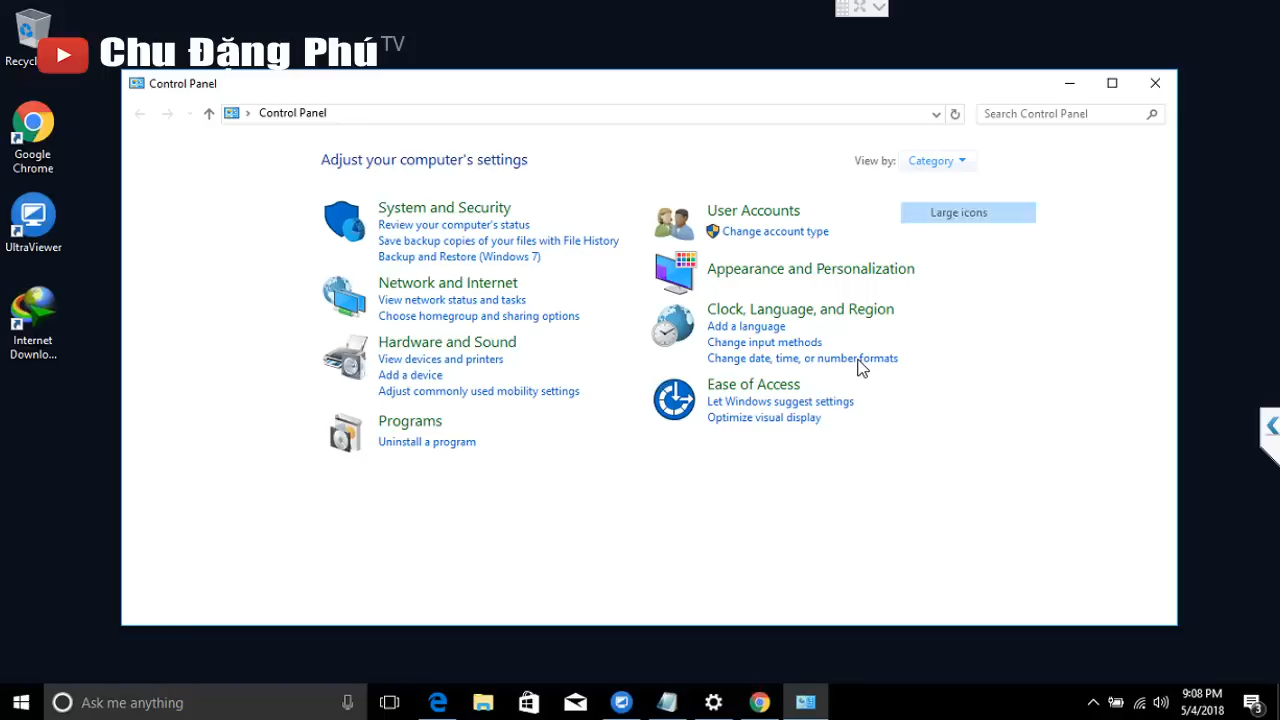 Recycl
Chu Đặng Phú TV
Control Panel
Control Panel
Search Control Panel
Google
Chrome
UltraViewer
Internet
Downlo...
Adjust your computer's settings
View by:
Category
Large icons
System and Security
Review your computer's status
Save backup copies of your files with File History
Backup and Restore (Windows 7)
Network and Internet
View network status and tasks
Choose homegroup and sharing options
Hardware and Sound
View devices and printers
Add a device
Adjust commonly used mobility settings
Programs
Uninstall a program
User Accounts
Change account type
Appearance and Personalization
Clock, Language, and Region
Add a language
Change input methods
Change date, time, or number formats
Ease of Access
Let Windows suggest settings
Optimize visual display
Ask me anything
9:08 PM
5/4/2018
3